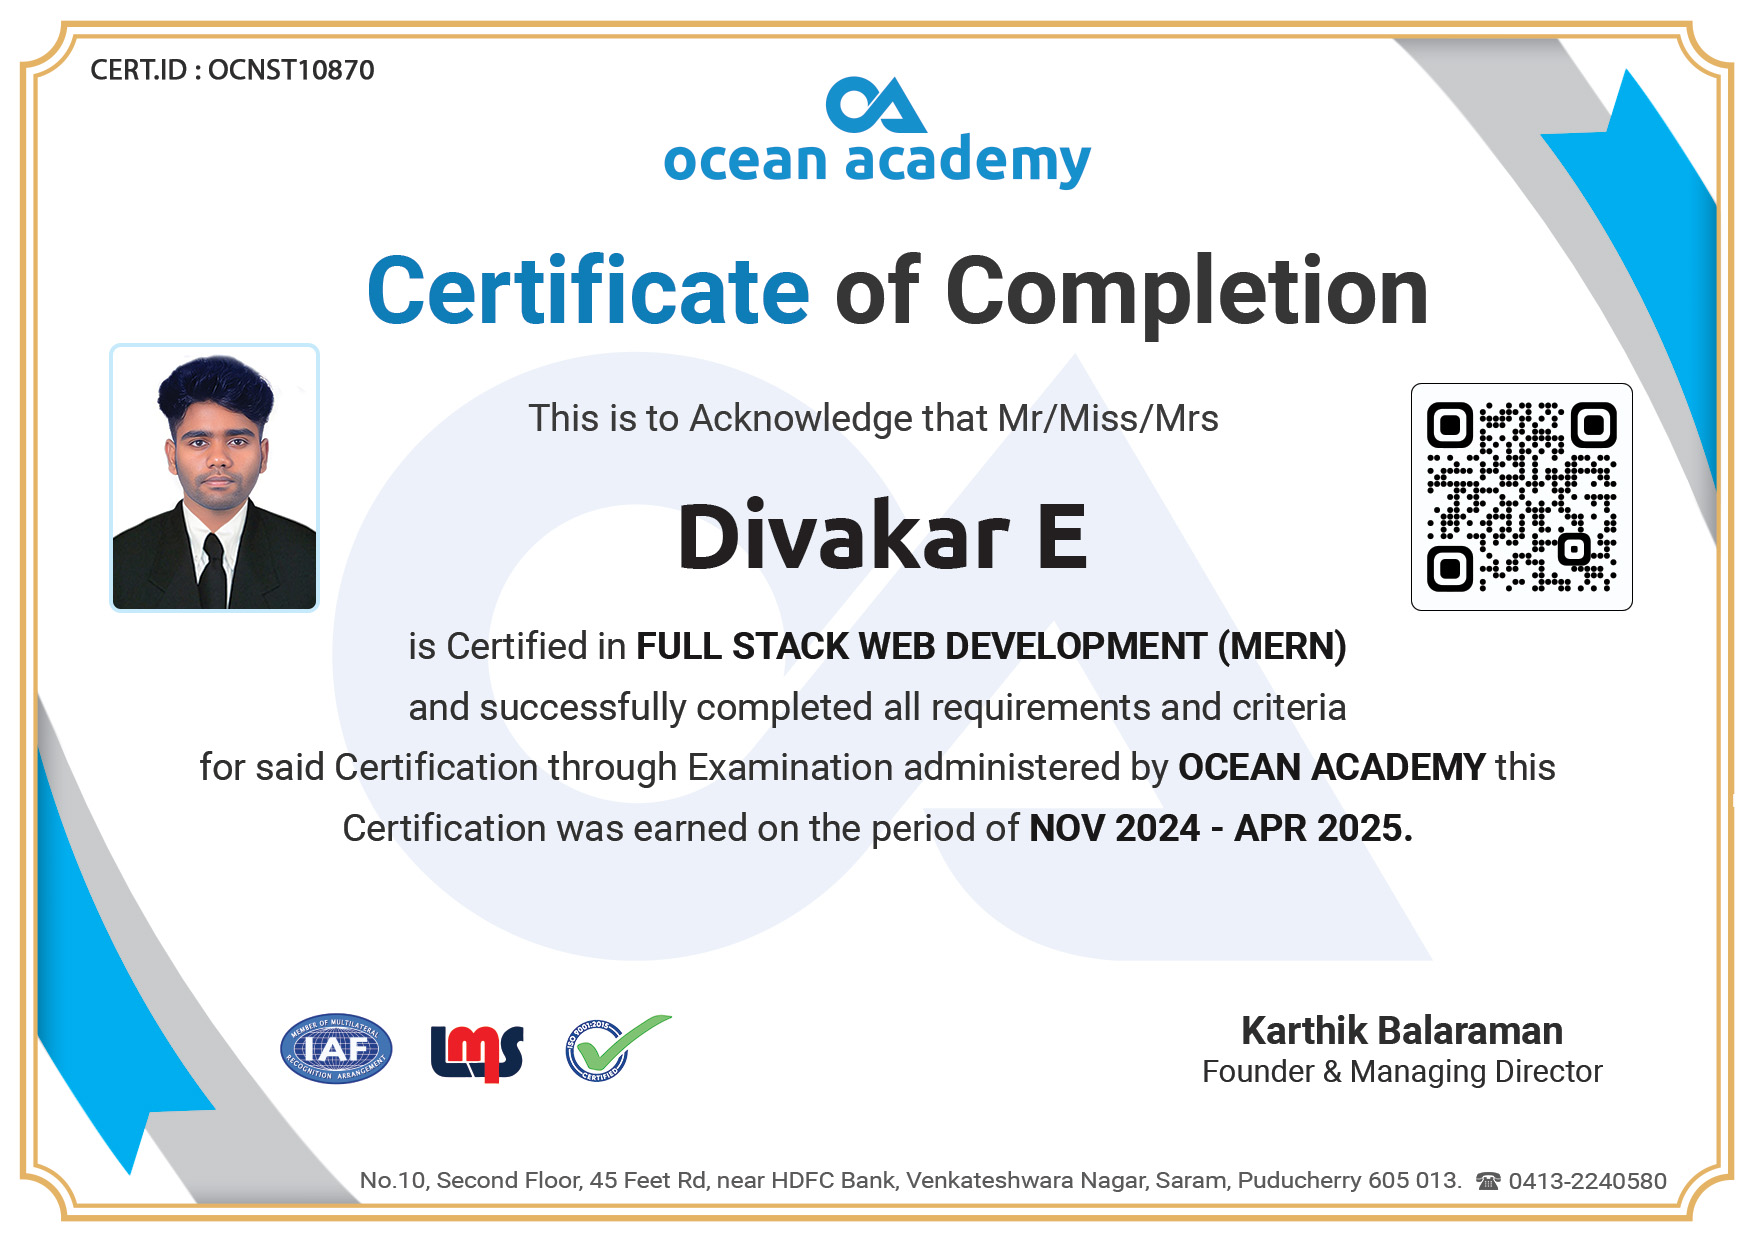 CERT.ID : OCNST10870
ocean academy
Certificate of Completion
This is to Acknowledge that Mr/Miss/Mrs
Divakar E
is Certified in FULL STACK WEB DEVELOPMENT (MERN)
and successfully completed all requirements and criteria
for said Certification through Examination administered by OCEAN ACADEMY this
Certification was earned on the period of NOV 2024 - APR 2025.
MEMBER OF MULTILATERAL
IAF
RECOGNITION ARRANGEMENT
lms
ISO 9001:2015
CERTIFIED
Karthik Balaraman
Founder & Managing Director
No.10, Second Floor, 45 Feet Rd, near HDFC Bank, Venkateshwara Nagar, Saram, Puducherry 605 013. ☎ 0413-2240580